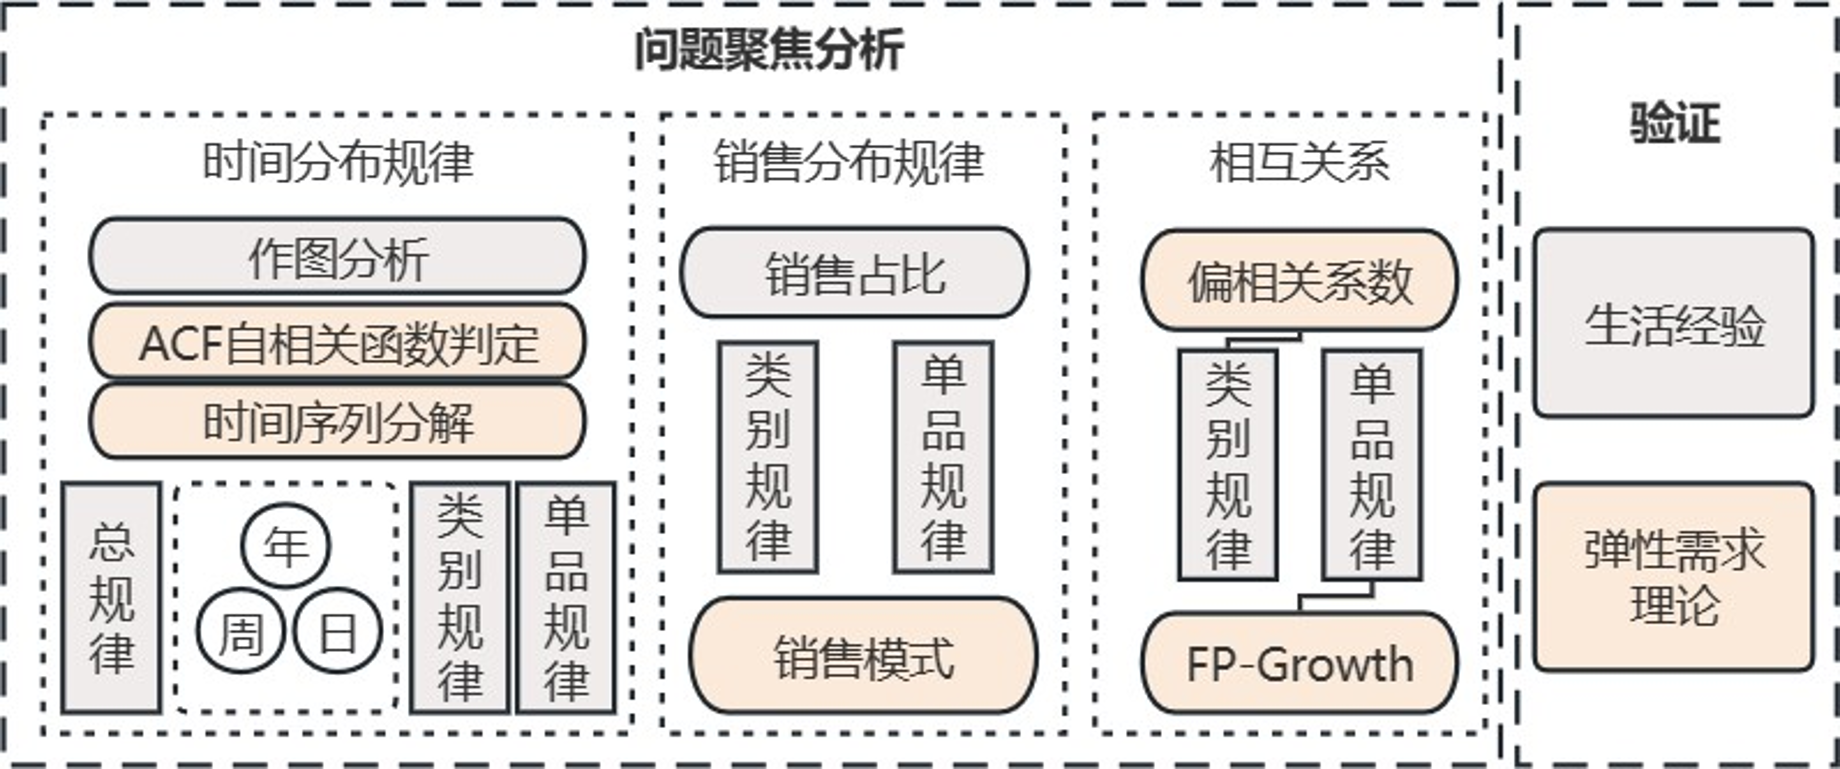 问题聚焦分析
时间分布规律
作图分析
ACF自相关函数判定
时间序列分解
总规律
年
周
日
类别规律
单品规律
销售分布规律
销售占比
类别规律
单品规律
销售模式
相互关系
偏相关系数
类别规律
单品规律
FP-Growth
验证
生活经验
弹性需求
理论